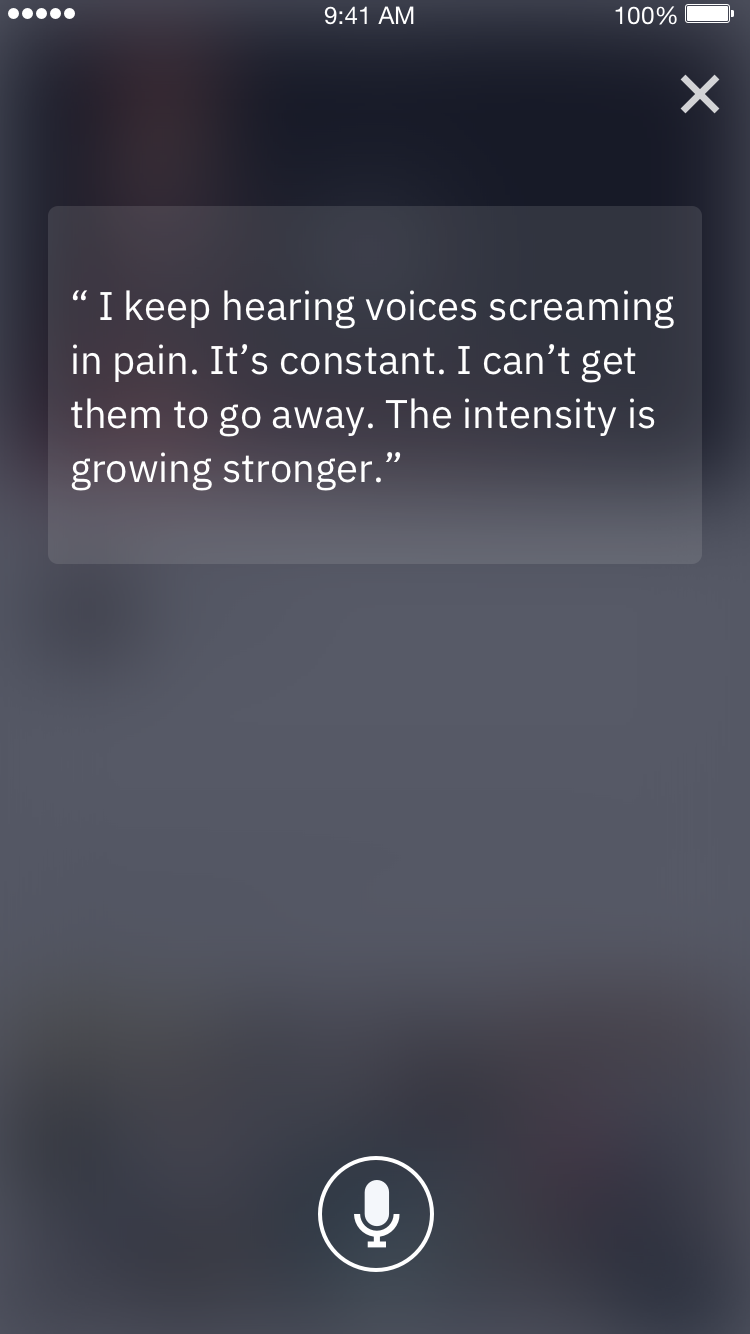 9:41 AM 100%
“ I keep hearing voices screaming
in pain. It’s constant. I can’t get
them to go away. The intensity is
growing stronger.”